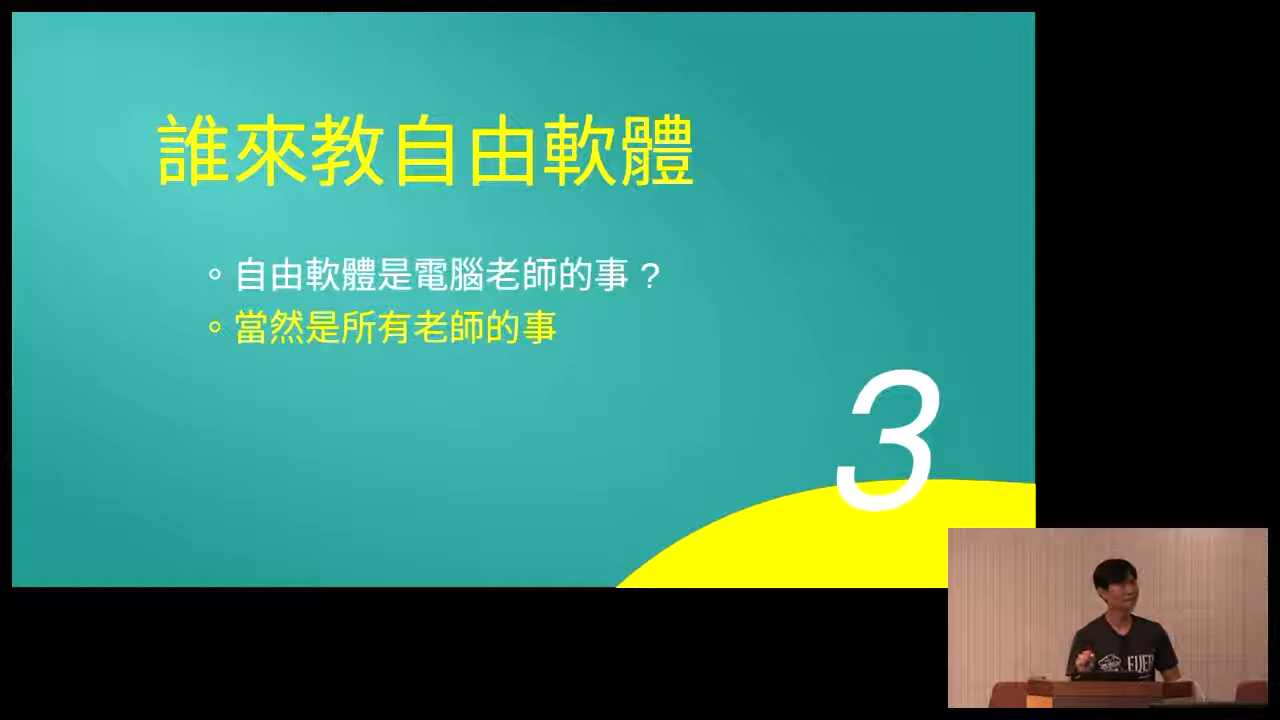 誰來教自由軟體
。自由軟體是電腦老師的事？
。當然是所有老師的事
3